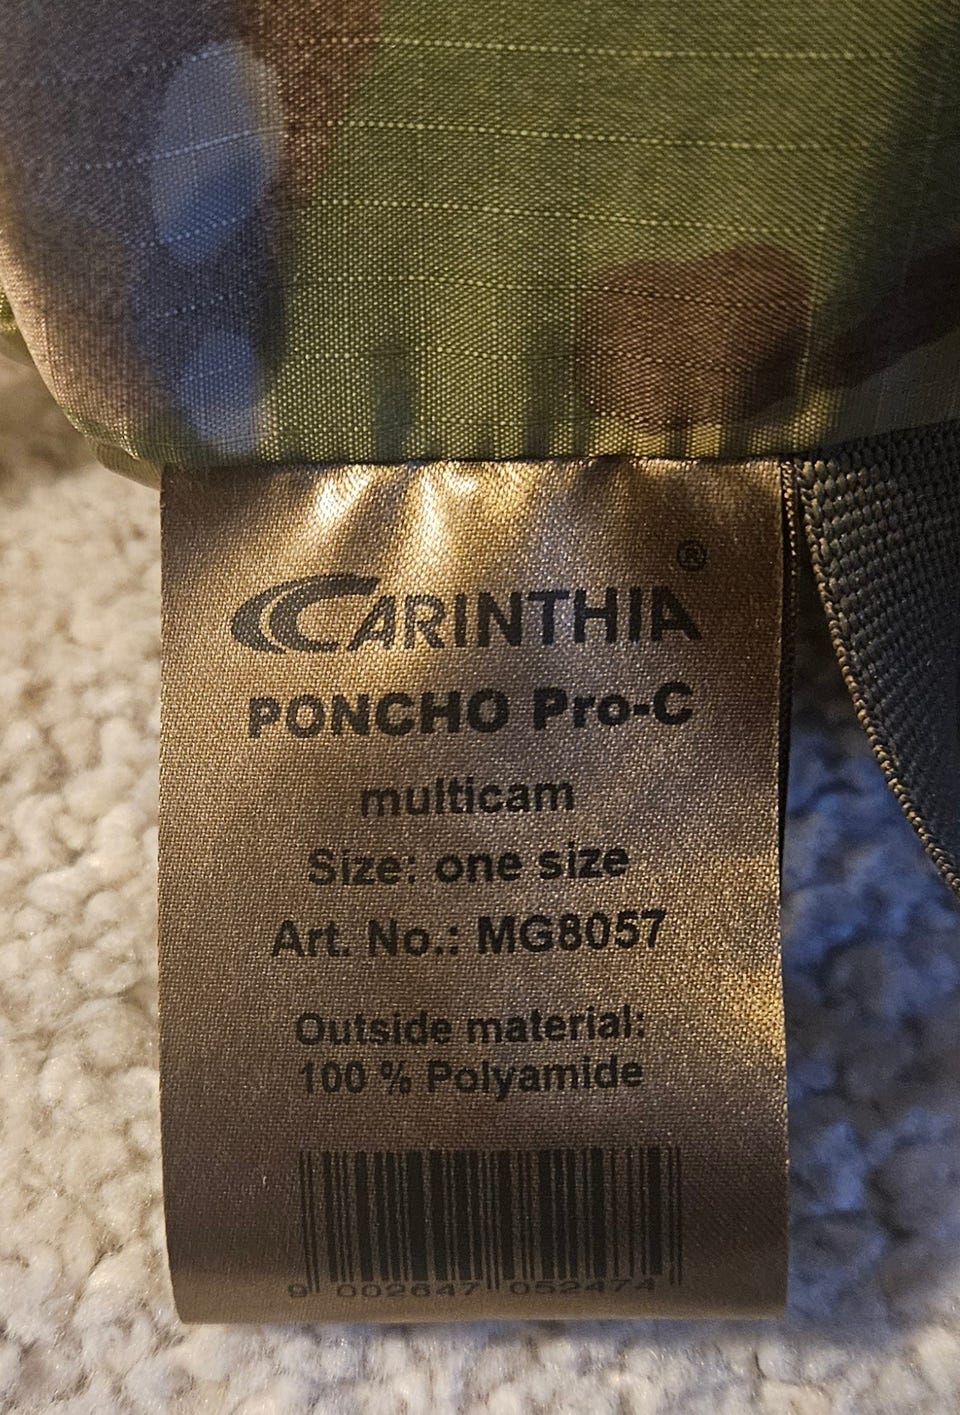 CARINTHIA®
PONCHO Pro-C
multicam
Size: one size
Art. No.: MG8057
Outside material:
100 % Polyamide
9 002647 052474